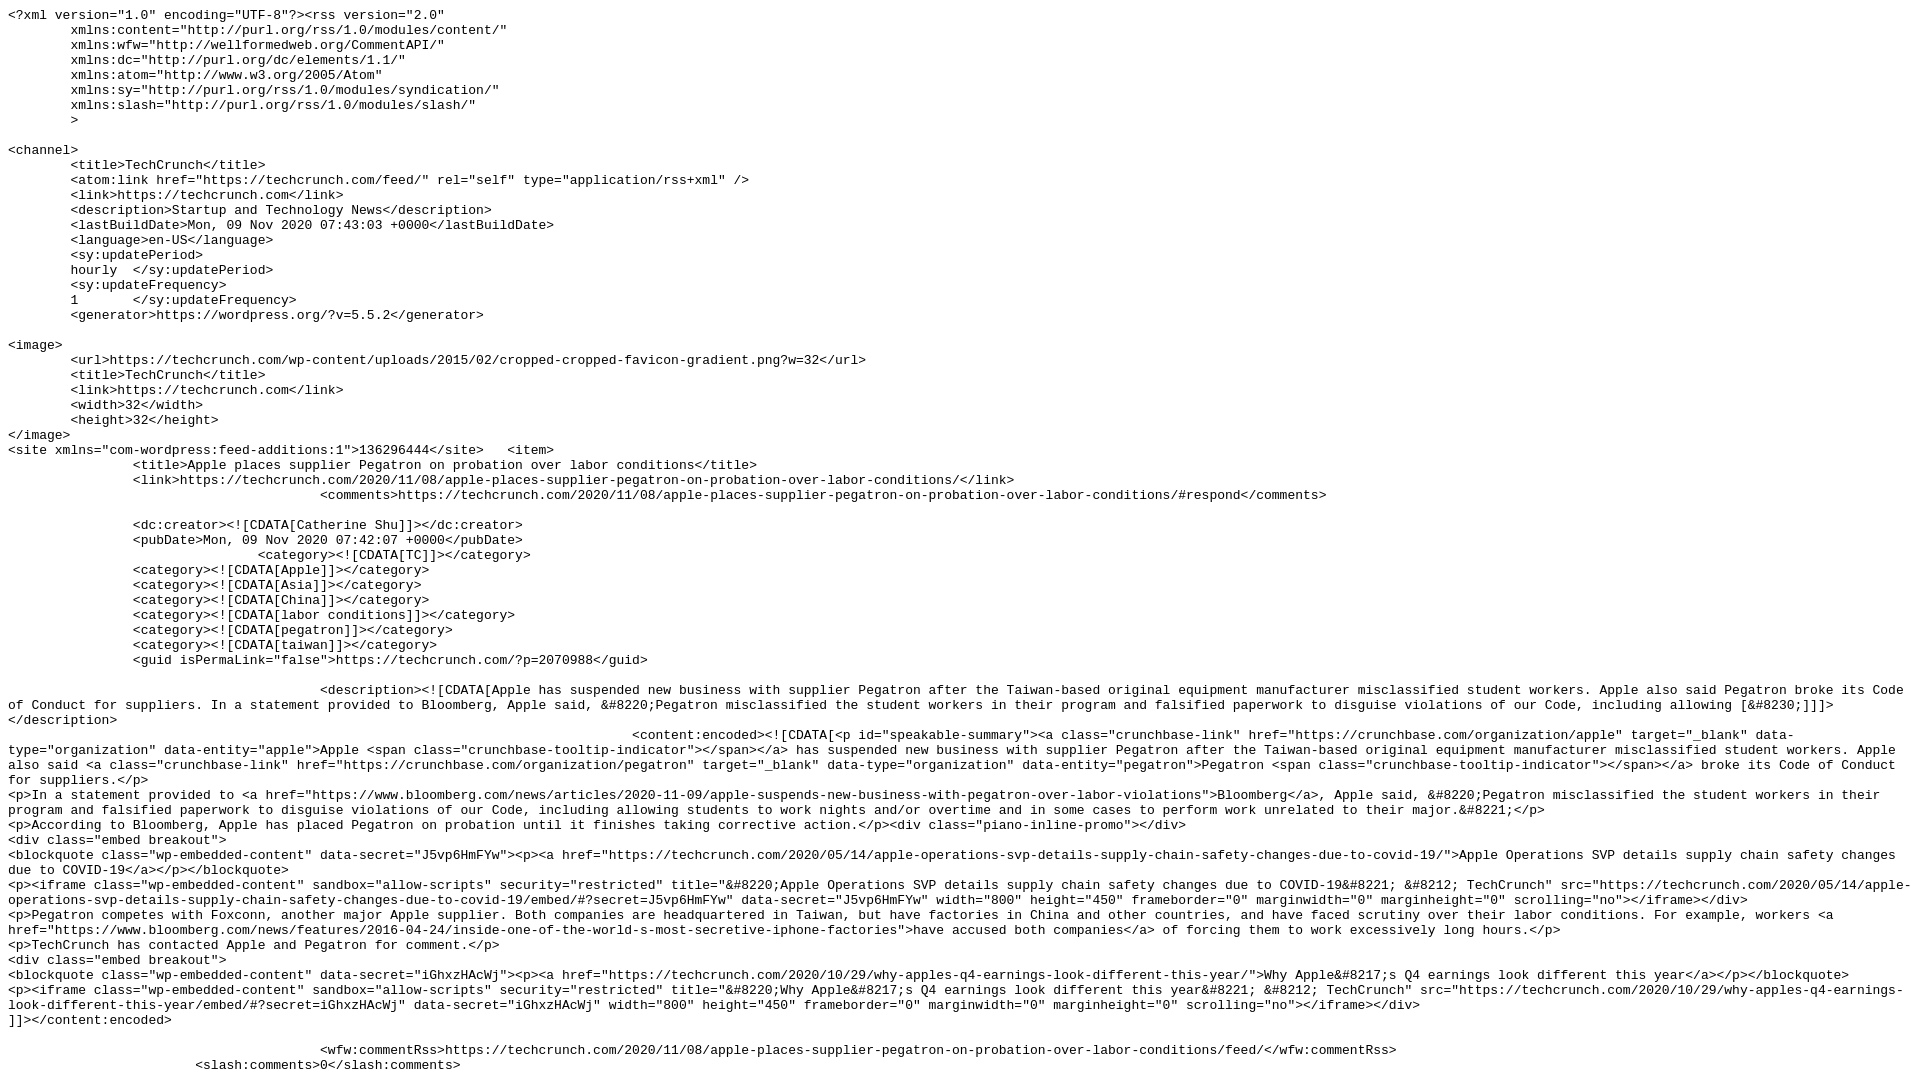 <?xml version="1.0" encoding="UTF-8"?><rss version="2.0"
xmlns:content="http://purl.org/rss/1.0/modules/content/"
xmlns:wfw="http://wellformedweb.org/CommentAPI/"
xmlns:dc="http://purl.org/dc/elements/1.1/"
xmlns:atom="http://www.w3.org/2005/Atom"
xmlns:sy="http://purl.org/rss/1.0/modules/syndication/"
xmlns:slash="http://purl.org/rss/1.0/modules/slash/"
>
<channel>
<title>TechCrunch</title>
<atom:link href="https://techcrunch.com/feed/" rel="self" type="application/rss+xml" />
<link>https://techcrunch.com</link>
<description>Startup and Technology News</description>
<lastBuildDate>Mon, 09 Nov 2020 07:43:03 +0000</lastBuildDate>
<language>en-US</language>
<sy:updatePeriod>
hourly  </sy:updatePeriod>
<sy:updateFrequency>
1       </sy:updateFrequency>
<generator>https://wordpress.org/?v=5.5.2</generator>
<image>
<url>https://techcrunch.com/wp-content/uploads/2015/02/cropped-cropped-favicon-gradient.png?w=32</url>
<title>TechCrunch</title>
<link>https://techcrunch.com</link>
<width>32</width>
<height>32</height>
</image>
<site xmlns="com-wordpress:feed-additions:1">136296444</site>   <item>
<title>Apple places supplier Pegatron on probation over labor conditions</title>
<link>https://techcrunch.com/2020/11/08/apple-places-supplier-pegatron-on-probation-over-labor-conditions/</link>
<comments>https://techcrunch.com/2020/11/08/apple-places-supplier-pegatron-on-probation-over-labor-conditions/#respond</comments>
<dc:creator><![CDATA[Catherine Shu]]></dc:creator>
<pubDate>Mon, 09 Nov 2020 07:42:07 +0000</pubDate>
<category><![CDATA[TC]]></category>
<category><![CDATA[Apple]]></category>
<category><![CDATA[Asia]]></category>
<category><![CDATA[China]]></category>
<category><![CDATA[labor conditions]]></category>
<category><![CDATA[pegatron]]></category>
<category><![CDATA[taiwan]]></category>
<guid isPermaLink="false">https://techcrunch.com/?p=2070988</guid>
<description><![CDATA[Apple has suspended new business with supplier Pegatron after the Taiwan-based original equipment manufacturer misclassified student workers. Apple also said Pegatron broke its Code
of Conduct for suppliers. In a statement provided to Bloomberg, Apple said, &#8220;Pegatron misclassified the student workers in their program and falsified paperwork to disguise violations of our Code, including allowing [&#8230;]]]>
</description>
<content:encoded><![CDATA[<p id="speakable-summary"><a class="crunchbase-link" href="https://crunchbase.com/organization/apple" target="_blank" data-
type="organization" data-entity="apple">Apple <span class="crunchbase-tooltip-indicator"></span></a> has suspended new business with supplier Pegatron after the Taiwan-based original equipment manufacturer misclassified student workers. Apple
also said <a class="crunchbase-link" href="https://crunchbase.com/organization/pegatron" target="_blank" data-type="organization" data-entity="pegatron">Pegatron <span class="crunchbase-tooltip-indicator"></span></a> broke its Code of Conduct
for suppliers.</p>
<p>In a statement provided to <a href="https://www.bloomberg.com/news/articles/2020-11-09/apple-suspends-new-business-with-pegatron-over-labor-violations">Bloomberg</a>, Apple said, &#8220;Pegatron misclassified the student workers in their
program and falsified paperwork to disguise violations of our Code, including allowing students to work nights and/or overtime and in some cases to perform work unrelated to their major.&#8221;</p>
<p>According to Bloomberg, Apple has placed Pegatron on probation until it finishes taking corrective action.</p><div class="piano-inline-promo"></div>
<div class="embed breakout">
<blockquote class="wp-embedded-content" data-secret="J5vp6HmFYw"><p><a href="https://techcrunch.com/2020/05/14/apple-operations-svp-details-supply-chain-safety-changes-due-to-covid-19/">Apple Operations SVP details supply chain safety changes
due to COVID-19</a></p></blockquote>
<p><iframe class="wp-embedded-content" sandbox="allow-scripts" security="restricted" title="&#8220;Apple Operations SVP details supply chain safety changes due to COVID-19&#8221; &#8212; TechCrunch" src="https://techcrunch.com/2020/05/14/apple-
operations-svp-details-supply-chain-safety-changes-due-to-covid-19/embed/#?secret=J5vp6HmFYw" data-secret="J5vp6HmFYw" width="800" height="450" frameborder="0" marginwidth="0" marginheight="0" scrolling="no"></iframe></div>
<p>Pegatron competes with Foxconn, another major Apple supplier. Both companies are headquartered in Taiwan, but have factories in China and other countries, and have faced scrutiny over their labor conditions. For example, workers <a
href="https://www.bloomberg.com/news/features/2016-04-24/inside-one-of-the-world-s-most-secretive-iphone-factories">have accused both companies</a> of forcing them to work excessively long hours.</p>
<p>TechCrunch has contacted Apple and Pegatron for comment.</p>
<div class="embed breakout">
<blockquote class="wp-embedded-content" data-secret="iGhxzHAcWj"><p><a href="https://techcrunch.com/2020/10/29/why-apples-q4-earnings-look-different-this-year/">Why Apple&#8217;s Q4 earnings look different this year</a></p></blockquote>
<p><iframe class="wp-embedded-content" sandbox="allow-scripts" security="restricted" title="&#8220;Why Apple&#8217;s Q4 earnings look different this year&#8221; &#8212; TechCrunch" src="https://techcrunch.com/2020/10/29/why-apples-q4-earnings-
look-different-this-year/embed/#?secret=iGhxzHAcWj" data-secret="iGhxzHAcWj" width="800" height="450" frameborder="0" marginwidth="0" marginheight="0" scrolling="no"></iframe></div>
]]></content:encoded>
<wfw:commentRss>https://techcrunch.com/2020/11/08/apple-places-supplier-pegatron-on-probation-over-labor-conditions/feed/</wfw:commentRss>
<slash:comments>0</slash:comments>